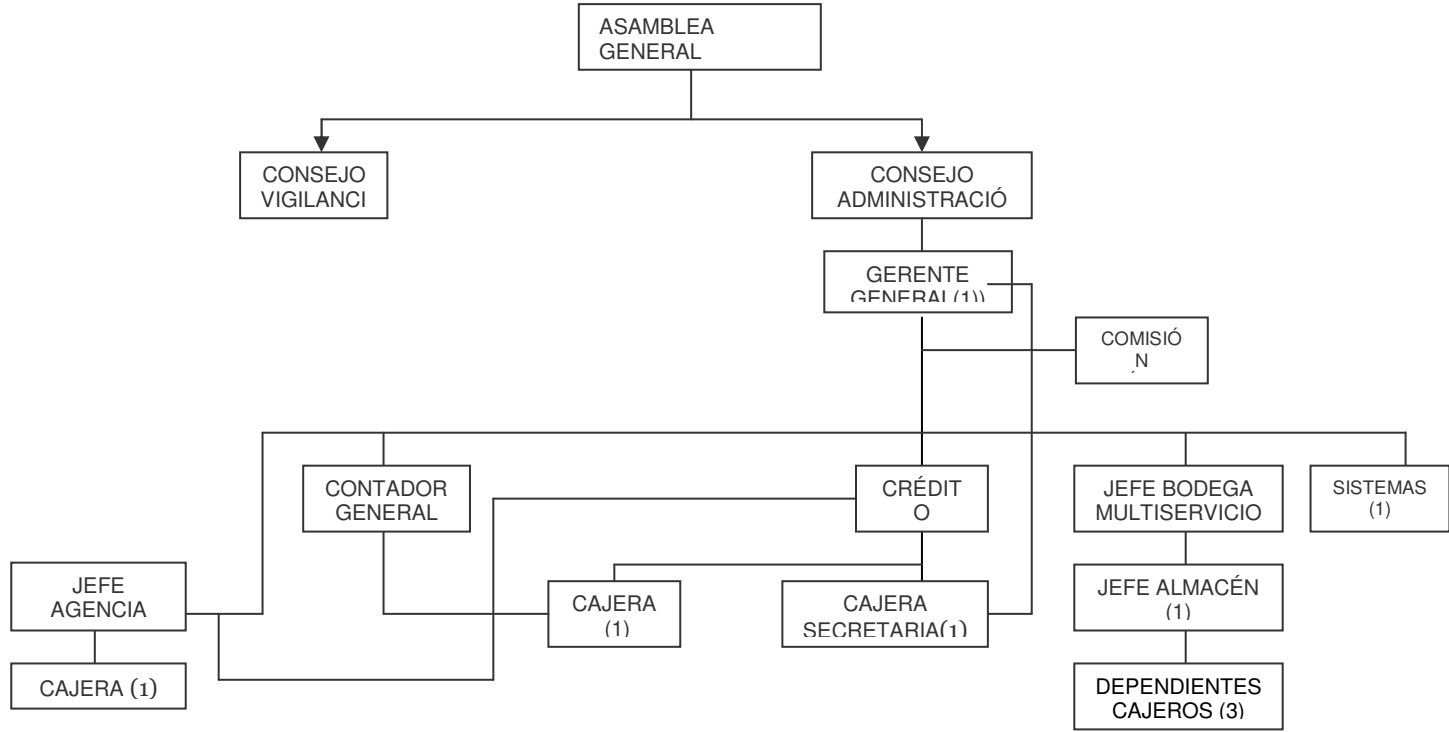 ASAMBLEA
GENERAL
CONSEJO
VIGILANCI
CONSEJO
ADMINISTRACIÓ
GERENTE
GENERAL(1))
COMISIÓ
N
CONTADOR
GENERAL
CRÉDIT
O
JEFE BODEGA
MULTISERVICIO
SISTEMAS
(1)
JEFE
AGENCIA
CAJERA
(1)
CAJERA
SECRETARIA(1)
JEFE ALMACÉN
(1)
CAJERA (1)
DEPENDIENTES
CAJEROS (3)